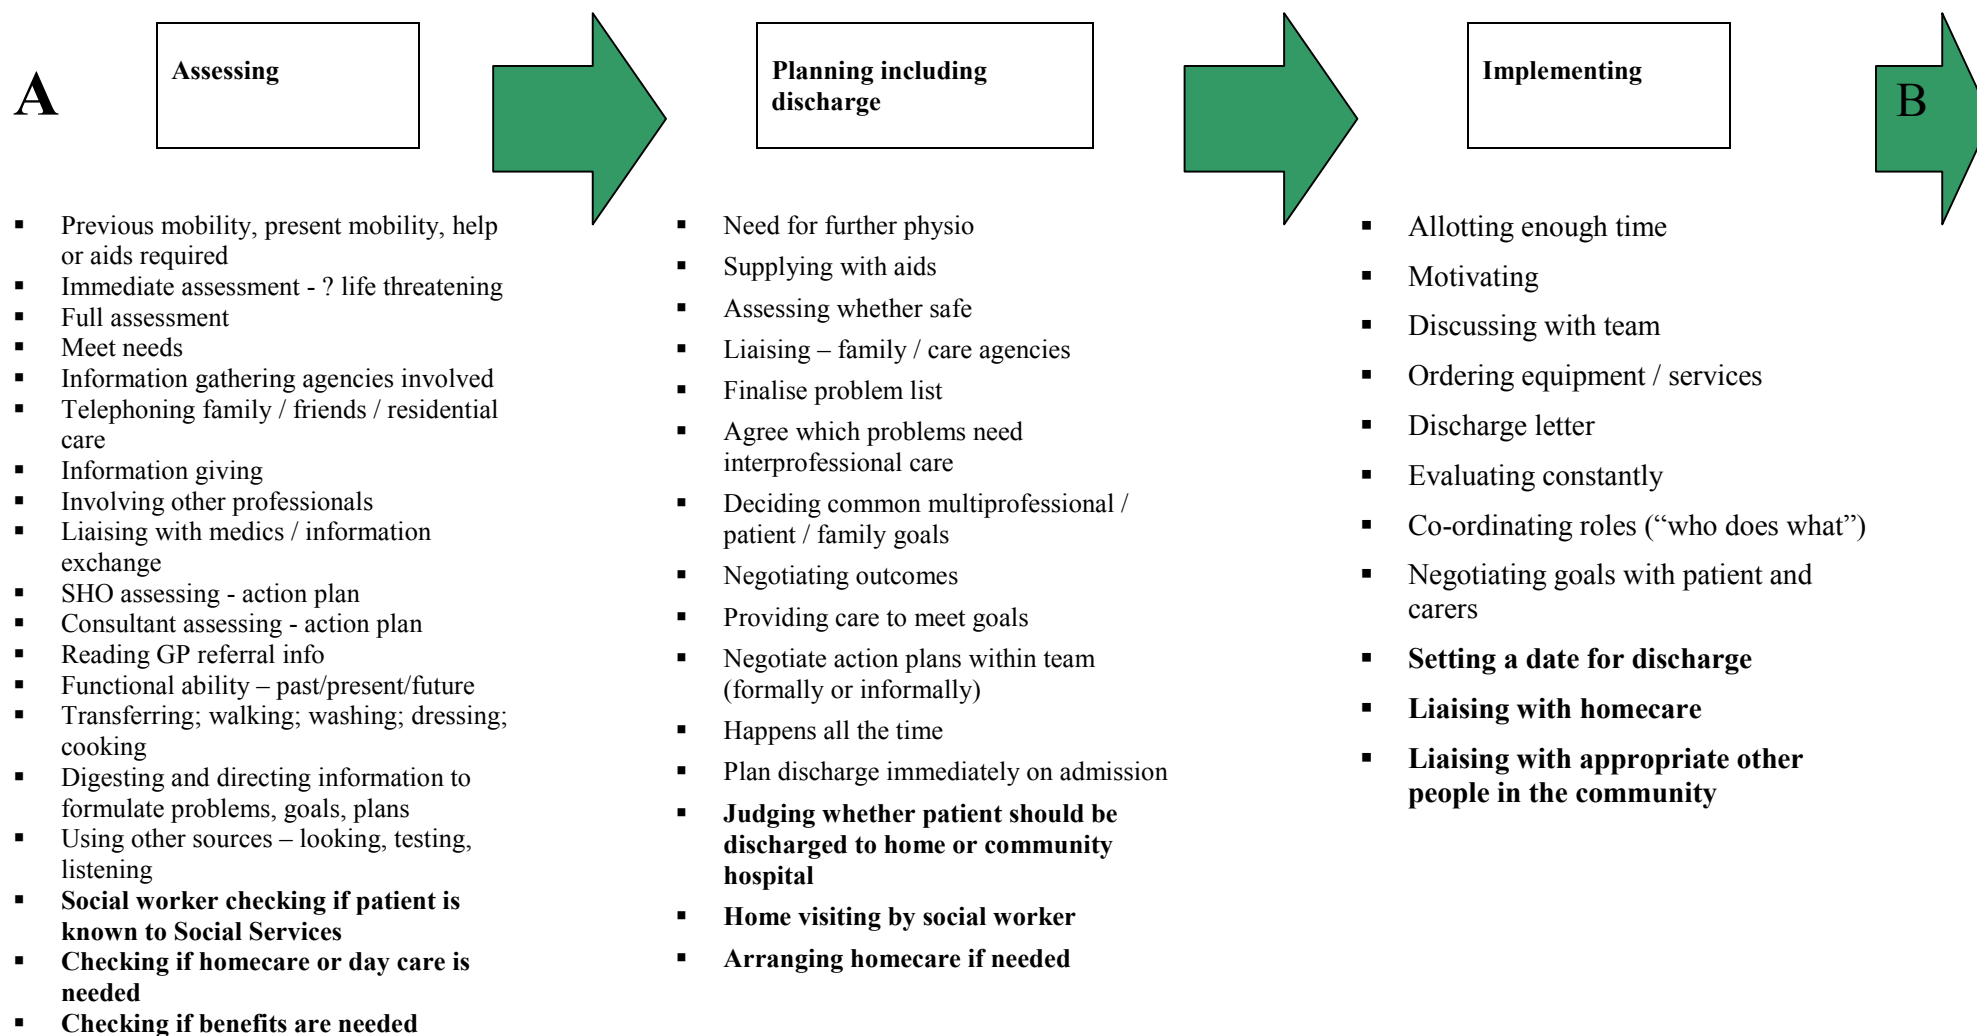 A
Assessing
▪ Previous mobility, present mobility, help
or aids required
▪ Immediate assessment - ? life threatening
▪ Full assessment
▪ Meet needs
▪ Information gathering agencies involved
▪ Telephoning family / friends / residential
care
▪ Information giving
▪ Involving other professionals
▪ Liaising with medics / information
exchange
▪ SHO assessing - action plan
▪ Consultant assessing - action plan
▪ Reading GP referral info
▪ Functional ability – past/present/future
▪ Transferring; walking; washing; dressing;
cooking
▪ Digesting and directing information to
formulate problems, goals, plans
▪ Using other sources – looking, testing,
listening
▪ Social worker checking if patient is
known to Social Services
▪ Checking if homecare or day care is
needed
▪ Checking if benefits are needed
Planning including
discharge
▪ Need for further physio
▪ Supplying with aids
▪ Assessing whether safe
▪ Liaising – family / care agencies
▪ Finalise problem list
▪ Agree which problems need
interprofessional care
▪ Deciding common multiprofessional /
patient / family goals
▪ Negotiating outcomes
▪ Providing care to meet goals
▪ Negotiate action plans within team
(formally or informally)
▪ Happens all the time
▪ Plan discharge immediately on admission
▪ Judging whether patient should be
discharged to home or community
hospital
▪ Home visiting by social worker
▪ Arranging homecare if needed
Implementing
▪ Allotting enough time
▪ Motivating
▪ Discussing with team
▪ Ordering equipment / services
▪ Discharge letter
▪ Evaluating constantly
▪ Co-ordinating roles (“who does what”)
▪ Negotiating goals with patient and
carers
▪ Setting a date for discharge
▪ Liaising with homecare
▪ Liaising with appropriate other
people in the community
B